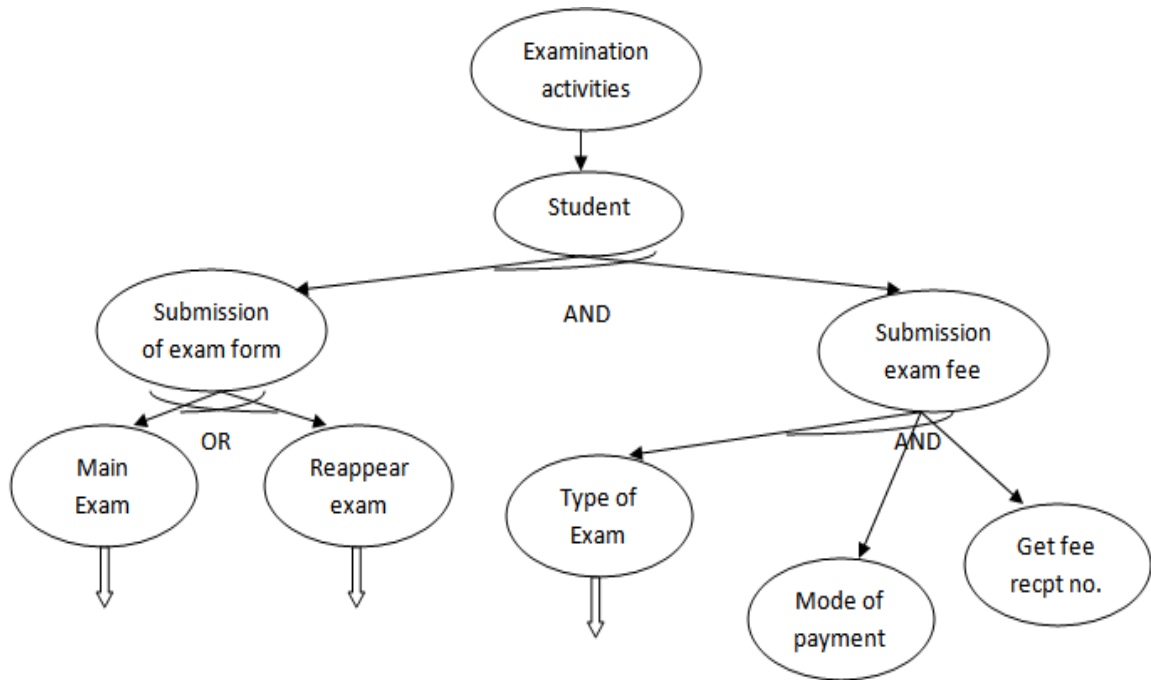 Examination
activities
Student
Submission
of exam form
AND
Submission
exam fee
OR
AND
Main
Exam
Reappear
exam
Type of
Exam
Mode of
payment
Get fee
recpt no.